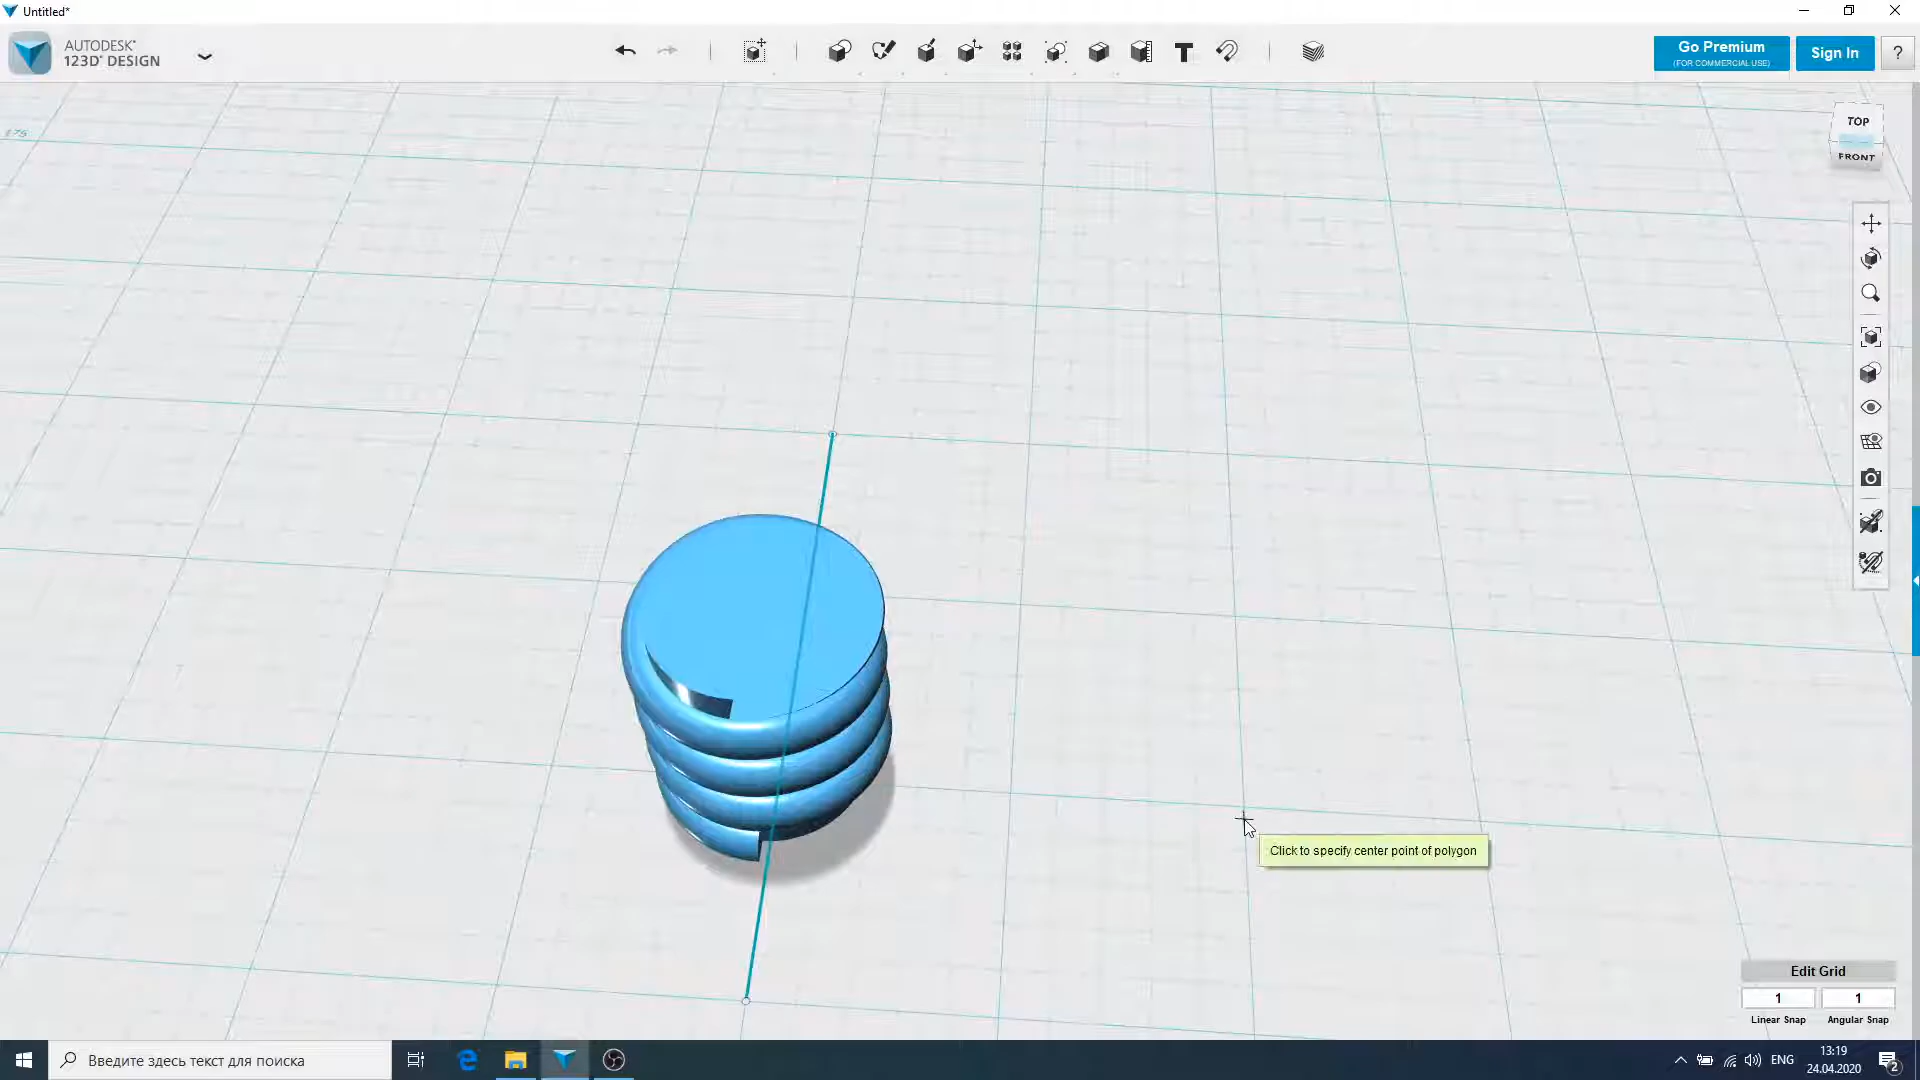 Untitled*
AUTODESK®
123D® DESIGN
Go Premium
(FOR COMMERCIAL USE)
Sign In
?
175
TOP
FRONT
Click to specify center point of polygon
Edit Grid
1
1
Linear Snap
Angular Snap
Введите здесь текст для поиска
ENG
13:19
24.04.2020
2